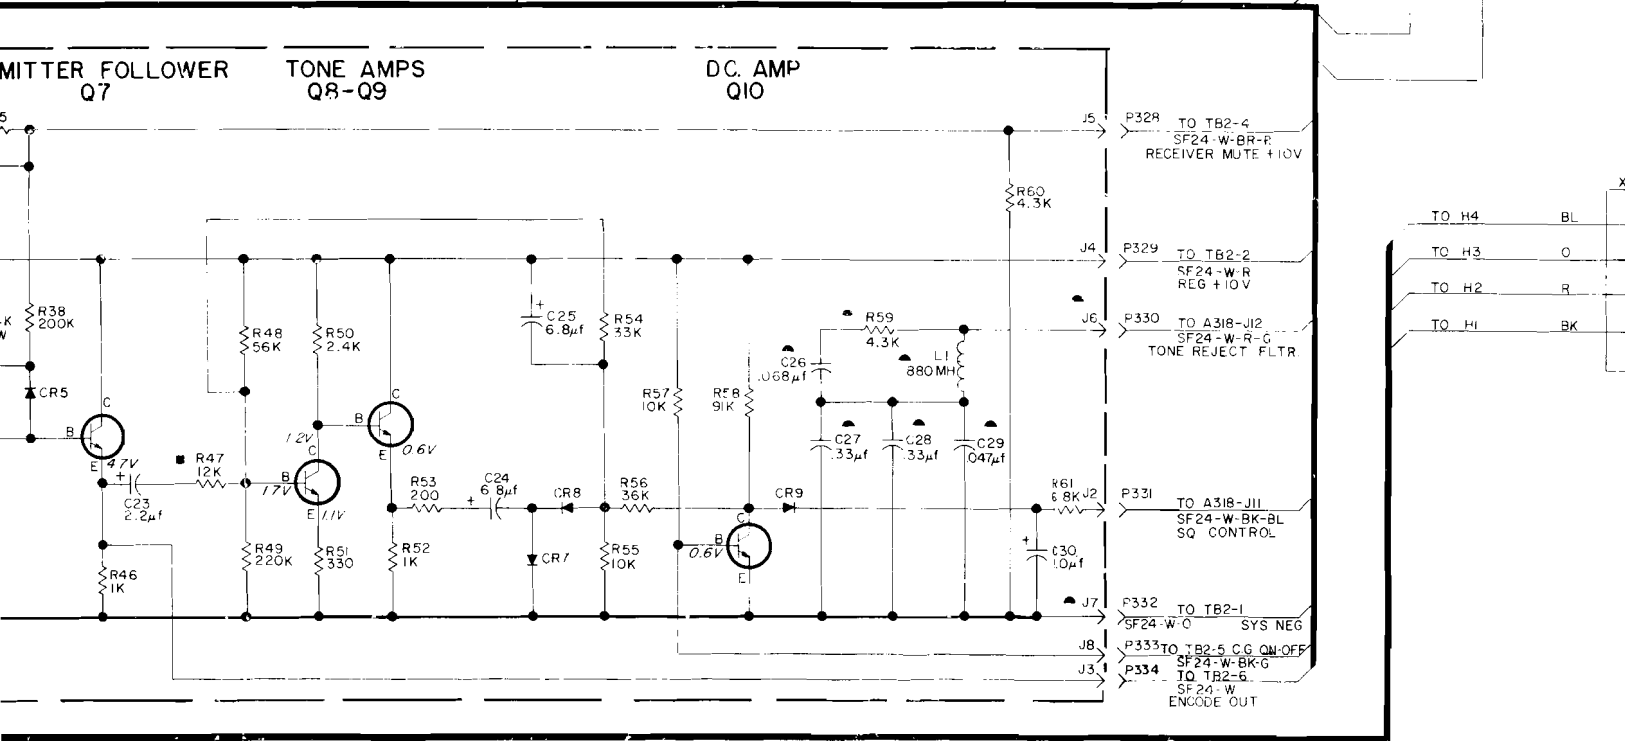 MITTER FOLLOWER
Q7
TONE AMPS
Q8-Q9
D.C. AMP
Q10
5
J5
P328
TO TB2-4
SF24-W-BR-R
RECEIVER MUTE +10V
R60
4.3K
X
TO H4
BL
TO H3
O
TO H2
R
TO H1
BK
J4
P329
TO TB2-2
SF24-W-R
REG +10V
K
W
R38
200K
R48
56K
R50
2.4K
+
C25
6.8µf
R54
33K
R59
4.3K
J6
P330
TO A318-J12
SF24-W-R-G
TONE REJECT FLTR.
C26
.068µf
L1
880MH
CR5
C
B
E
4.7V
C
B
E
1.2V
0.6V
R57
10K
R58
91K
C27
.33µf
C28
.33µf
C29
.047µf
+
C23
2.2µf
R47
12K
C
B
E
1.7V
1.1V
R53
200
+
C24
6.8µf
CR8
R56
36K
CR9
R61
6.8K
J2
P331
TO A318-J11
SF24-W-BK-BL
SQ CONTROL
R46
1K
R49
220K
R51
330
R52
1K
CR7
R55
10K
C
B
E
0.6V
+
C30
J7
P332
TO TB2-1
SF24-W-O
SYS NEG
J8
P333
TO TB2-5 C.G. ON-OFF
SF24-W-BK-G
J3
P334
TO TB2-6
SF24-W
ENCODE OUT